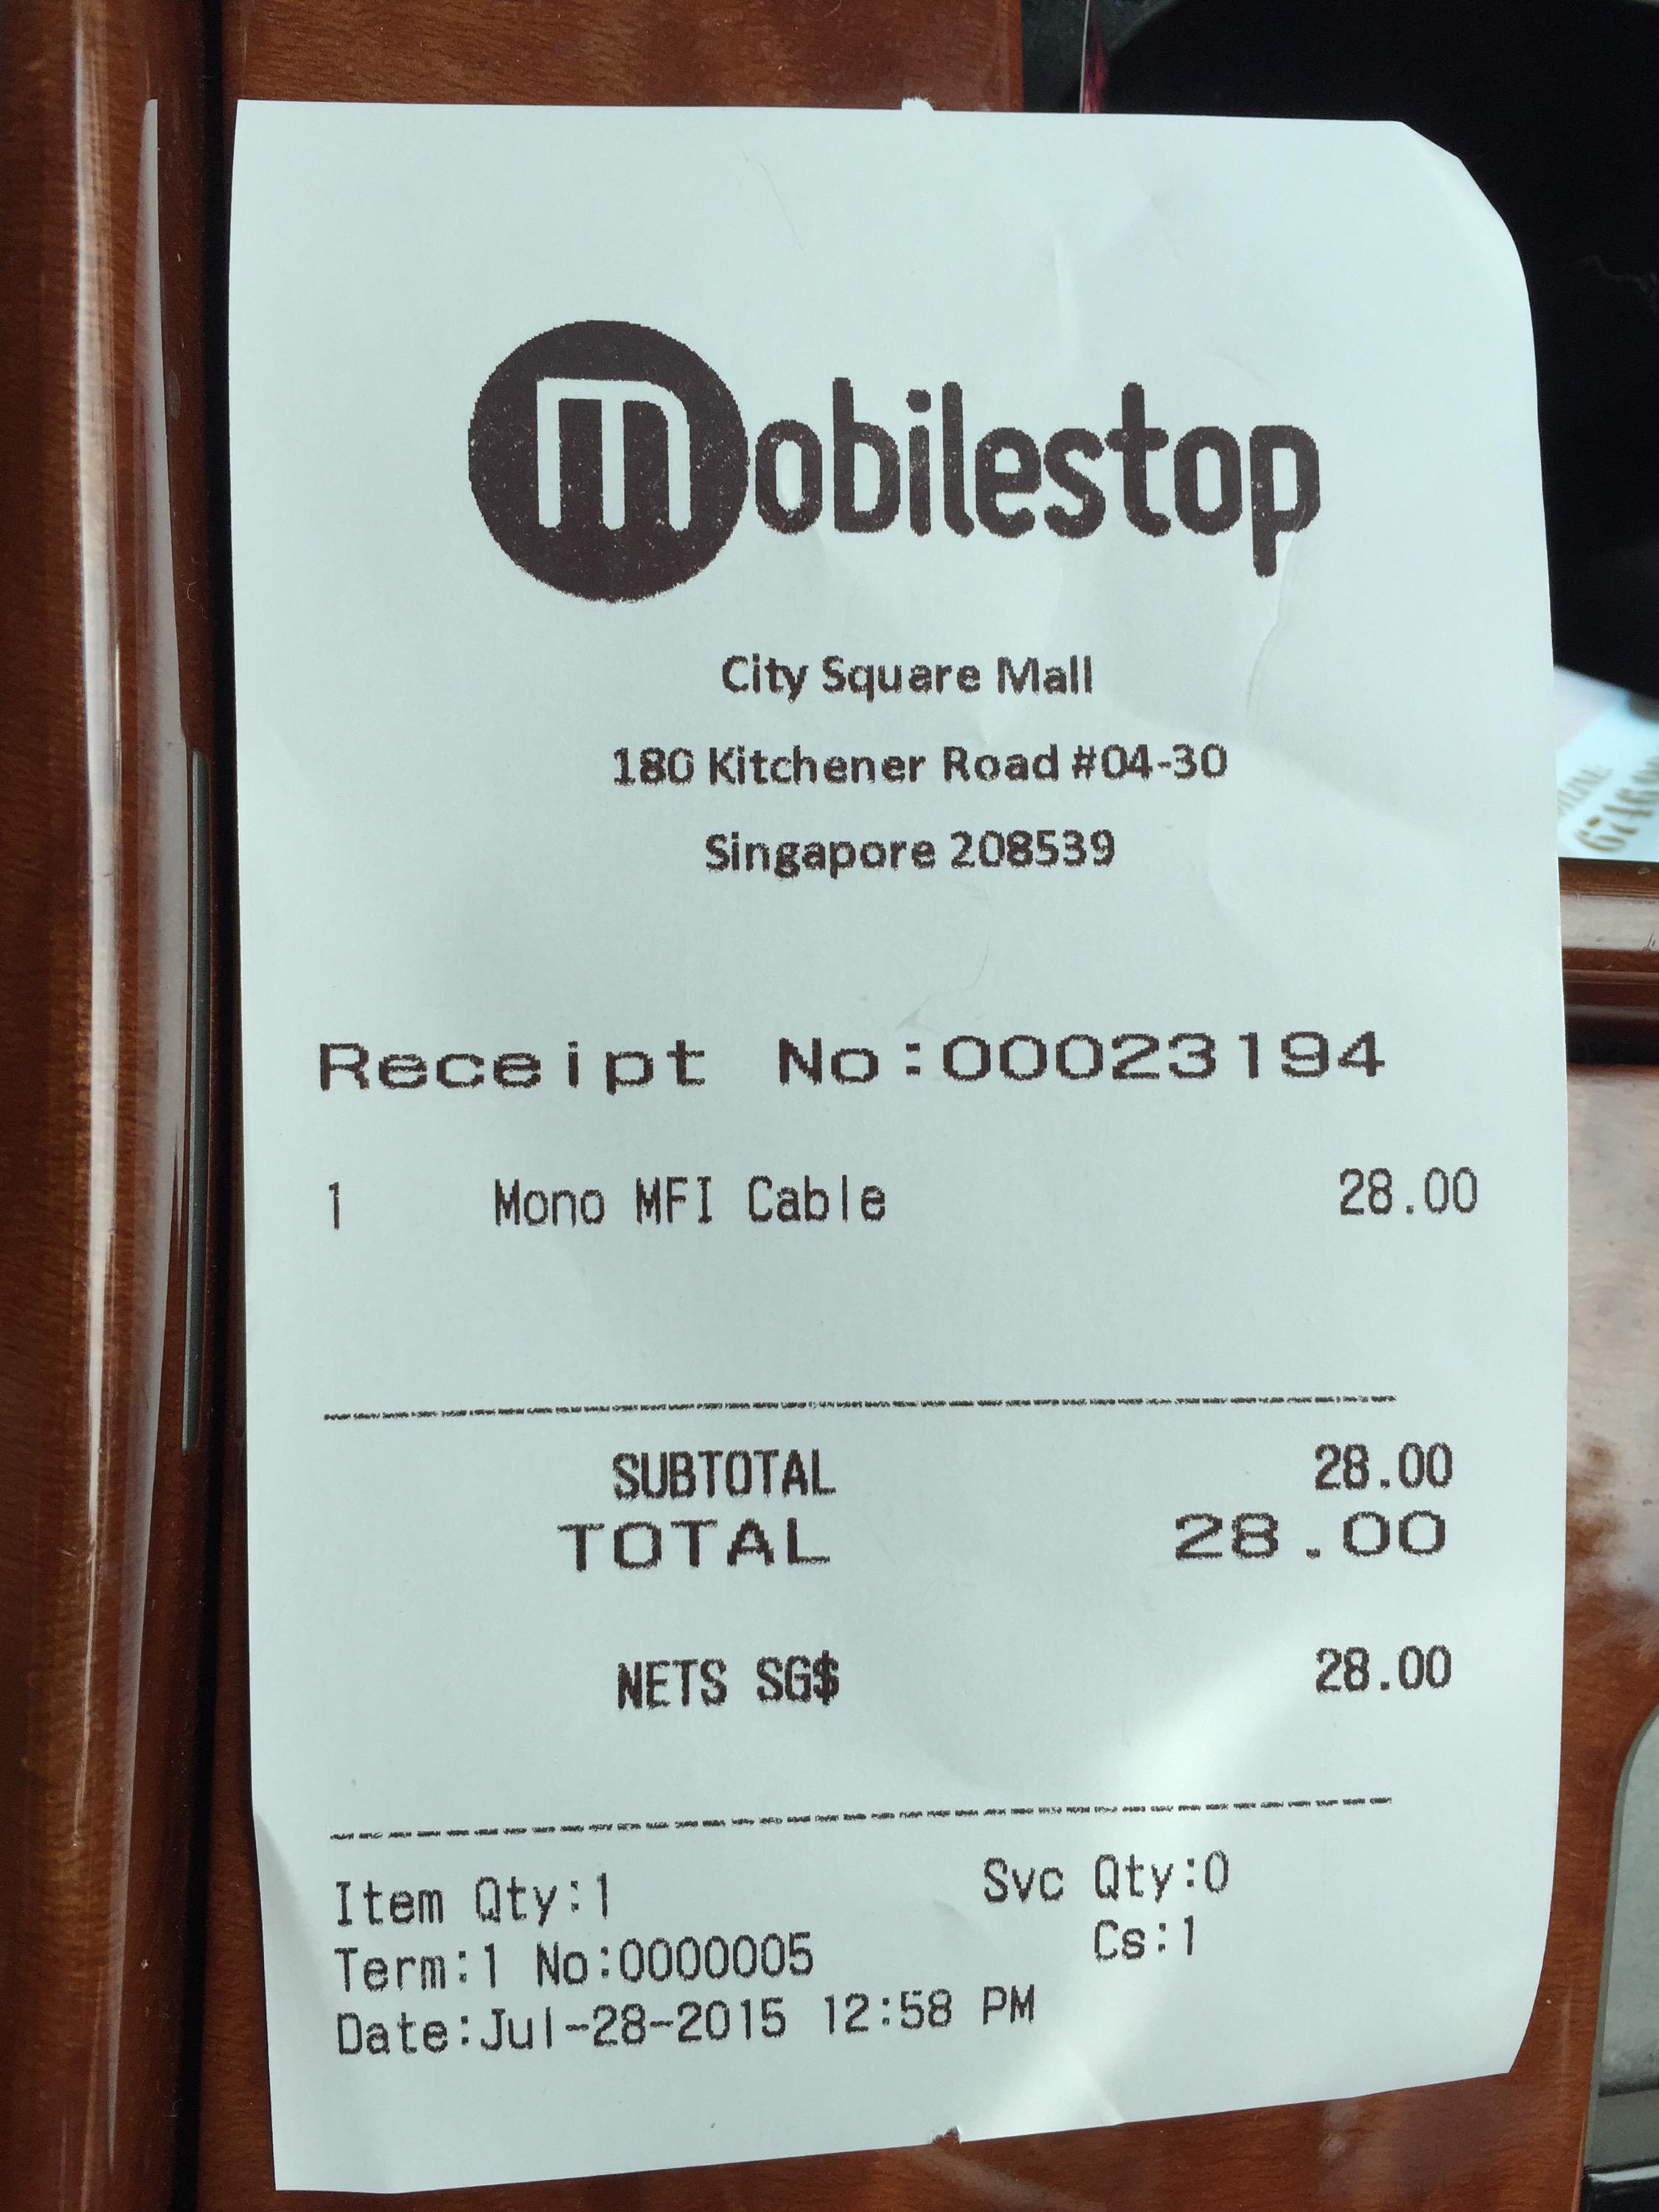 mobilestop
City Square Mall
180 Kitchener Road #04-30
Singapore 208539
Receipt No:00023194
1 Mono MFI Cable 28.00
SUBTOTAL 28.00
TOTAL 28.00
NETS SG$ 28.00
Item Qty:1 Svc Qty:0
Term:1 No:0000005 Cs:1
Date:Jul-28-2015 12:58 PM